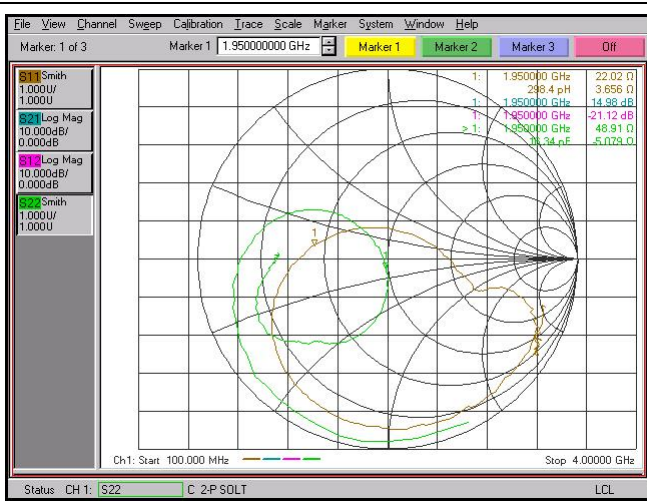 File View Channel Sweep Calibration Trace Scale Marker System Window Help
Marker: 1 of 3 Marker 1 1.950000000 GHz Marker 1 Marker 2 Marker 3 Off
S11 Smith
1.000U/
1.000U
S21 Log Mag
10.000dB/
0.000dB
S12 Log Mag
10.000dB/
0.000dB
S22 Smith
1.000U/
1.000U
1: 1.950000 GHz 22.02 Ω
298.4 pH 3.656 Ω
1: 1.950000 GHz 14.98 dB
1: 1.950000 GHz -21.12 dB
> 1: 1.950000 GHz 48.91 Ω
pF -5.079 Ω
1
1
Ch1: Start 100.000 MHz Stop 4.00000 GHz
Status CH 1: S22 C 2-P SOLT LCL